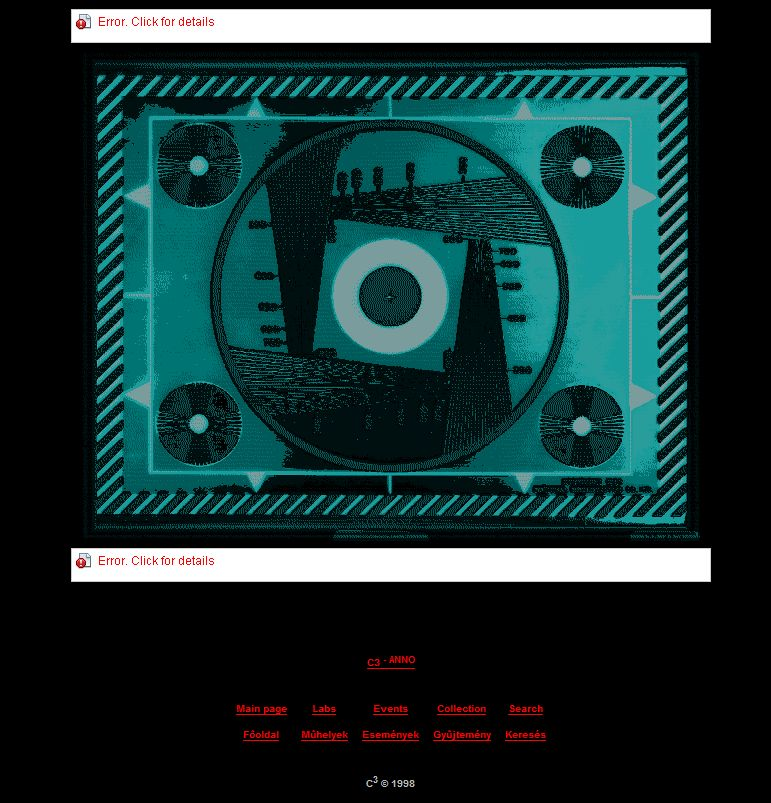 Error. Click for details
Error. Click for details
C3 - ANNO
Main page Labs Events Collection Search
Főoldal Műhelyek Események Gyűjtemény Keresés
C3 © 1998